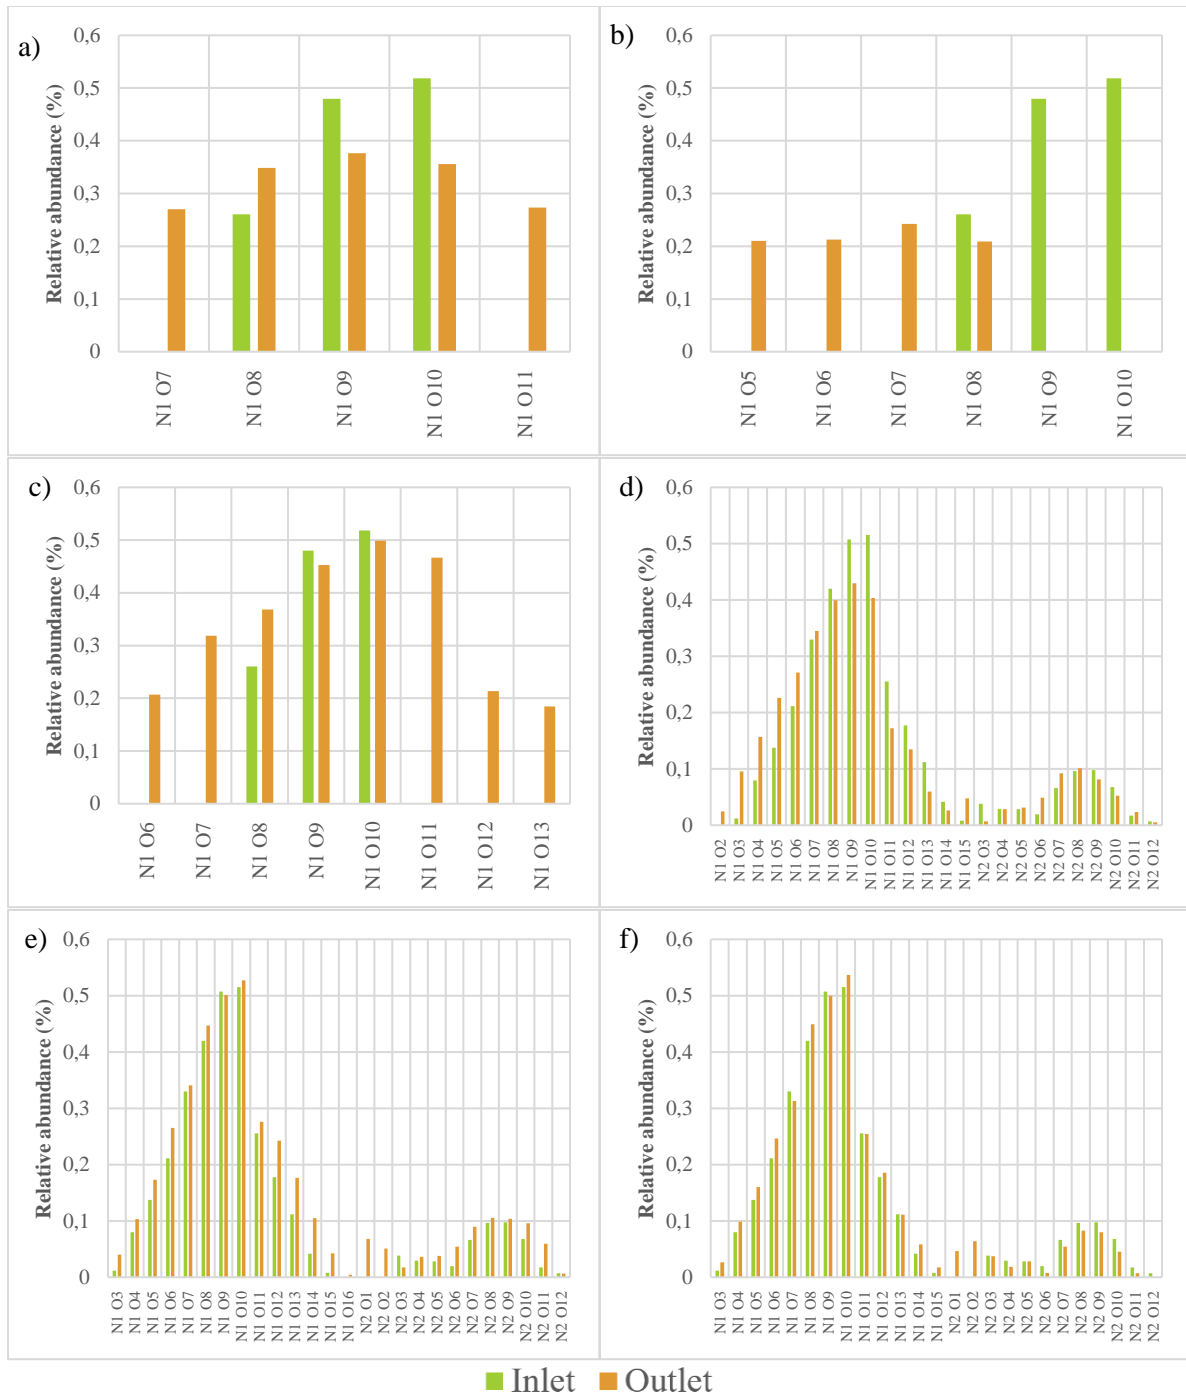 a)
Relative abundance (%)
0,6
0,5
0,4
0,3
0,2
0,1
0
N1 O7
N1 O8
N1 O9
N1 O10
N1 O11
b)
Relative abundance (%)
0,6
0,5
0,4
0,3
0,2
0,1
0
N1 O5
N1 O6
N1 O7
N1 O8
N1 O9
N1 O10
c)
Relative abundance (%)
0,6
0,5
0,4
0,3
0,2
0,1
0
N1 O6
N1 O7
N1 O8
N1 O9
N1 O10
N1 O11
N1 O12
N1 O13
d)
Relative abundance (%)
0,6
0,5
0,4
0,3
0,2
0,1
0
N1 O2
N1 O3
N1 O4
N1 O5
N1 O6
N1 O7
N1 O8
N1 O9
N1 O10
N1 O11
N1 O12
N1 O13
N1 O14
N1 O15
N2 O3
N2 O4
N2 O5
N2 O6
N2 O7
N2 O8
N2 O9
N2 O10
N2 O11
N2 O12
e)
Relative abundance (%)
0,6
0,5
0,4
0,3
0,2
0,1
0
N1 O3
N1 O4
N1 O5
N1 O6
N1 O7
N1 O8
N1 O9
N1 O10
N1 O11
N1 O12
N1 O13
N1 O14
N1 O15
N1 O16
N2 O1
N2 O2
N2 O3
N2 O4
N2 O5
N2 O6
N2 O7
N2 O8
N2 O9
N2 O10
N2 O11
N2 O12
f)
Relative abundance (%)
0,6
0,5
0,4
0,3
0,2
0,1
0
N1 O3
N1 O4
N1 O5
N1 O6
N1 O7
N1 O8
N1 O9
N1 O10
N1 O11
N1 O12
N1 O13
N1 O14
N1 O15
N2 O1
N2 O2
N2 O3
N2 O4
N2 O5
N2 O6
N2 O7
N2 O8
N2 O9
N2 O10
N2 O11
N2 O12
Inlet Outlet